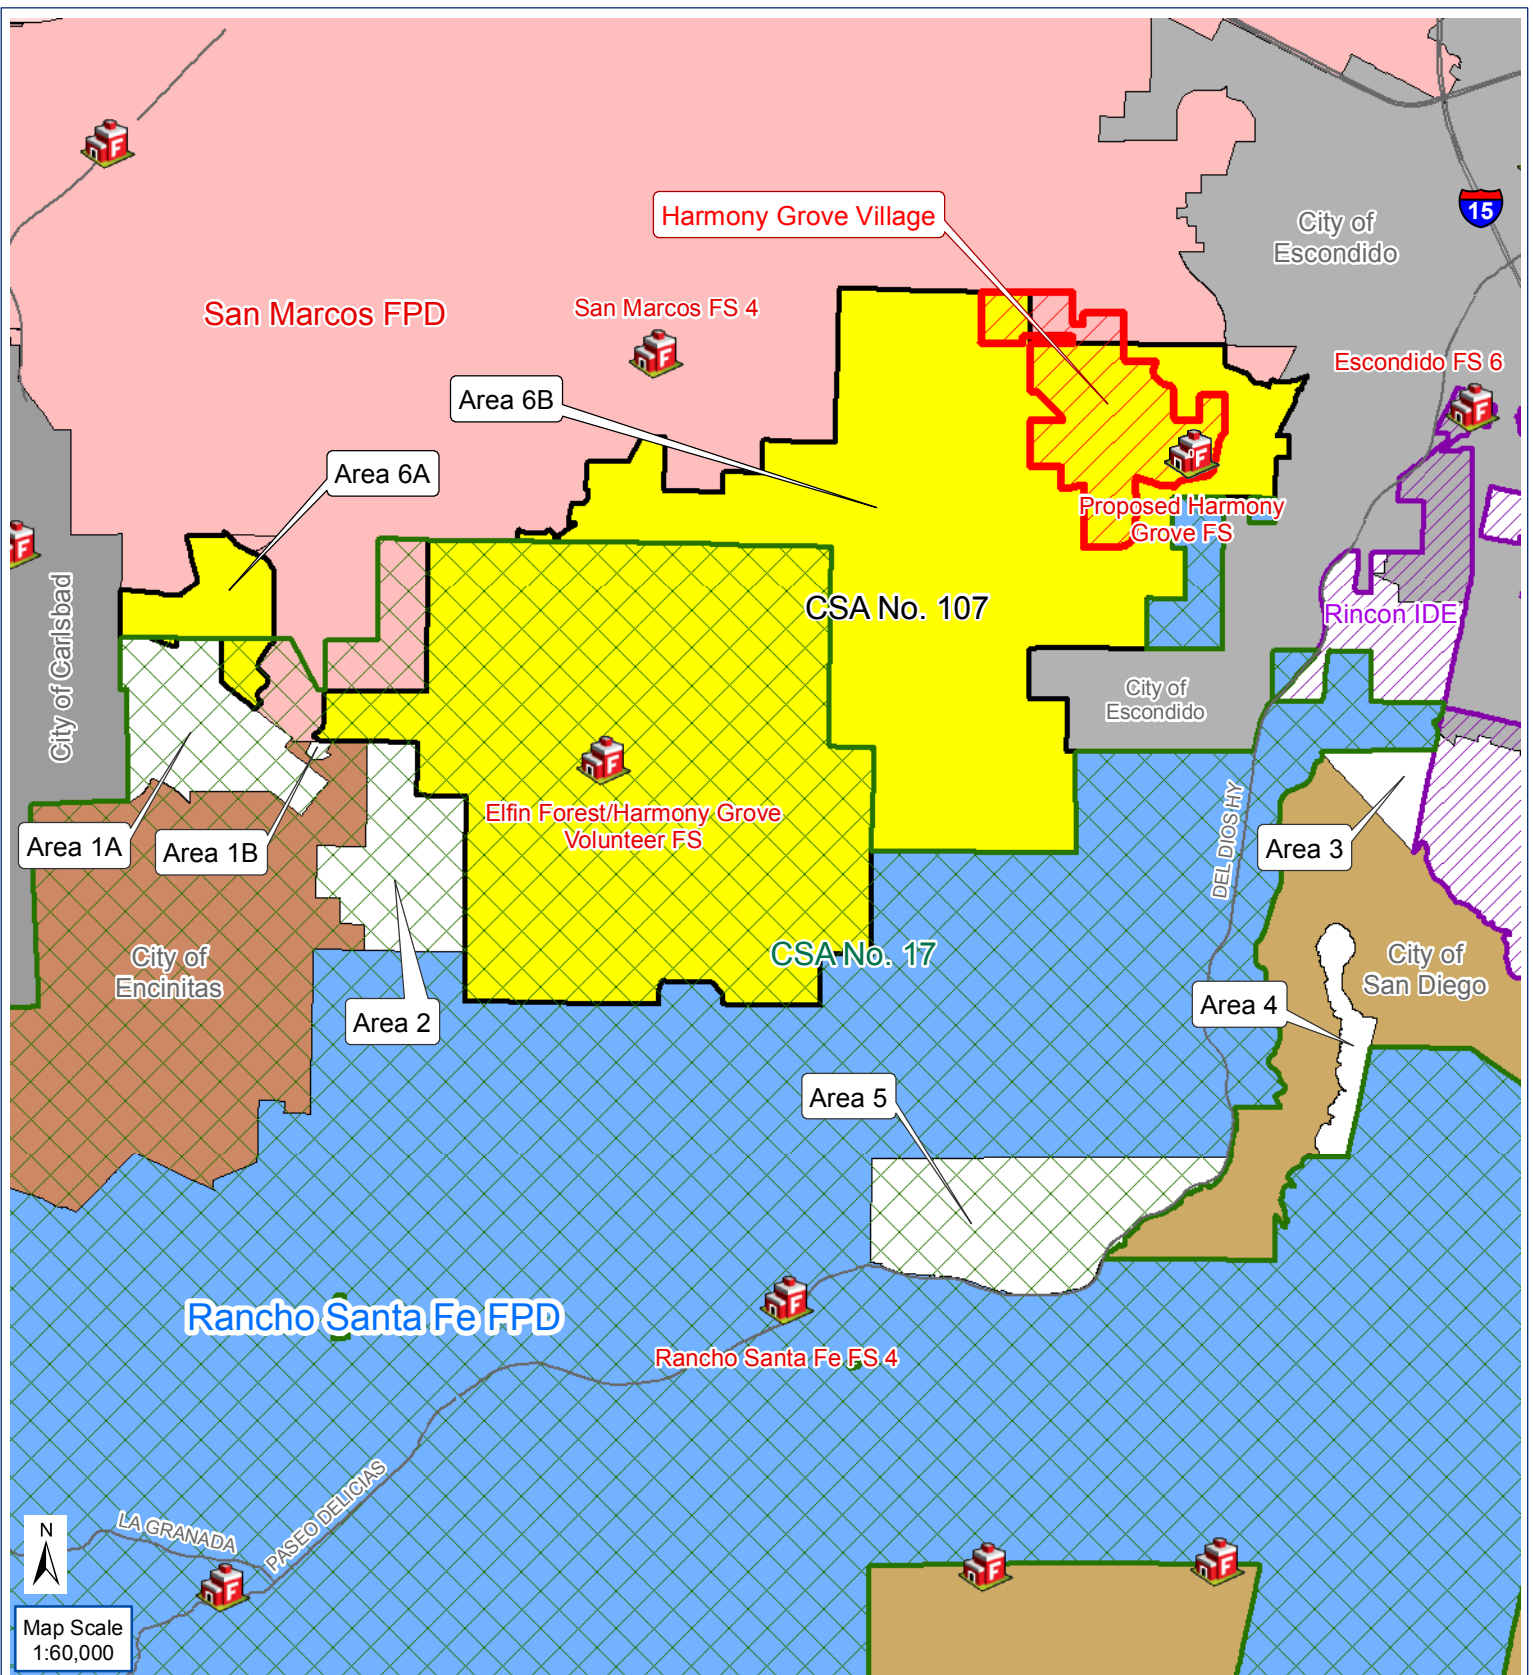 City of
Escondido
15
Harmony Grove Village
San Marcos FPD
San Marcos FS 4
Escondido FS 6
Area 6B
Area 6A
Proposed Harmony
Grove FS
CSA No. 107
Rincon IDE
City of Carlsbad
City of
Escondido
Elfin Forest/Harmony Grove
Volunteer FS
DEL DIOS HY
Area 1A
Area 1B
Area 3
CSA No. 17
City of
Encinitas
City of
San Diego
Area 4
Area 2
Area 5
Rancho Santa Fe FPD
Rancho Santa Fe FS 4
LA GRANADA
PASEO DELICIAS
N
Map Scale
1:60,000
F
F
F
F
F
F
F
F
F
F